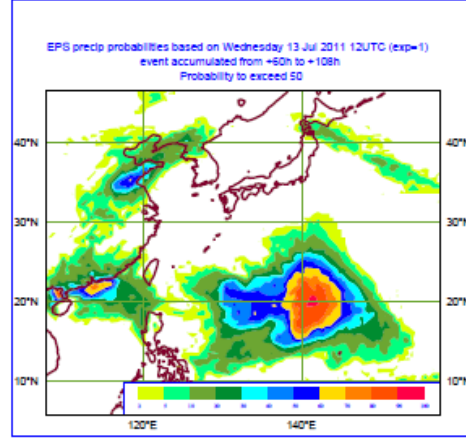 EPS precip probabilities based on Wednesday 13 Jul 2011 12UTC (exp=1)
event accumulated from +60h to +108h
Probability to exceed 50
40°N
40°N
30°N
30°N
20°N
20°N
10°N
10°N
120°E
140°E